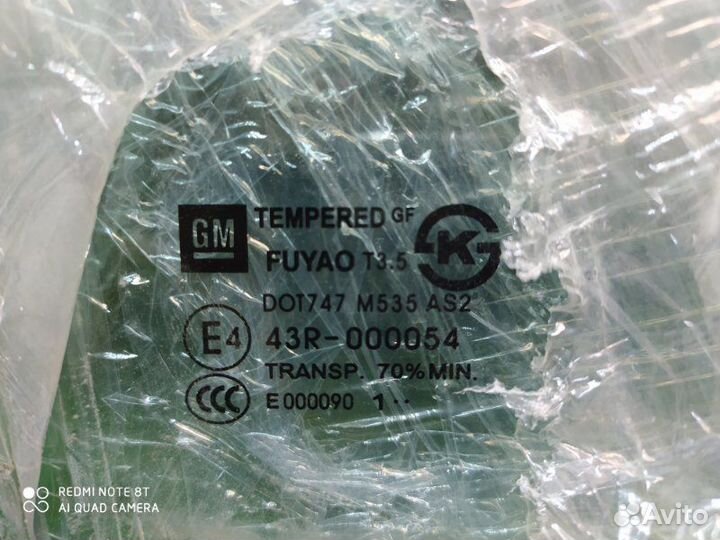 GM TEMPERED GF
FUYAO T3.5 K
DOT747 M535 AS2
E4 43R-000054
TRANSP. 70% MIN.
CCC E000090 1··
REDMI NOTE 8T
AI QUAD CAMERA
Avito